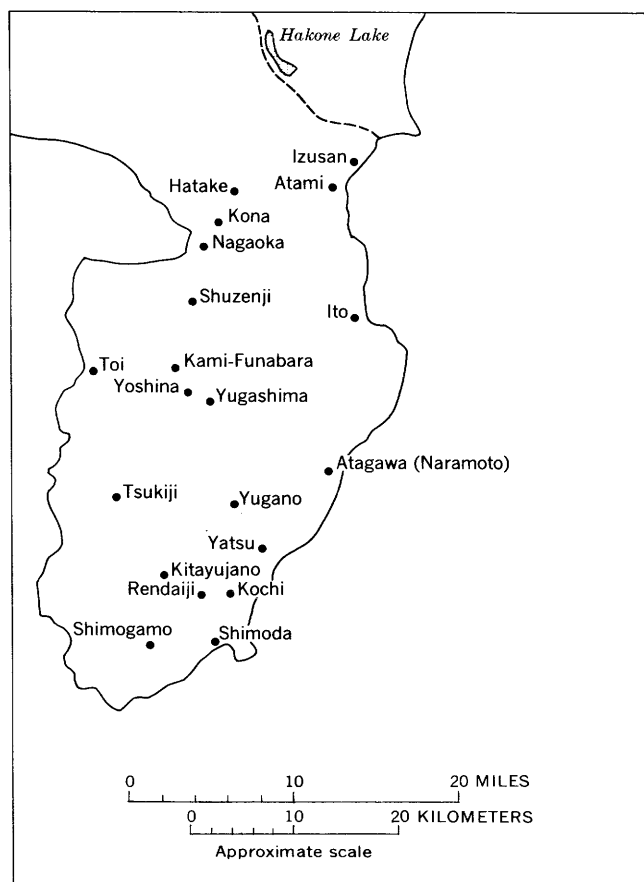 Hakone Lake
Izusan
Hatake
Atami
Kona
Nagaoka
Shuzenji
Ito
Toi
Kami-Funabara
Yoshina
Yugashima
Atagawa (Naramoto)
Tsukiji
Yugano
Yatsu
Kitayujano
Rendaiji
Kochi
Shimogamo
Shimoda
0 10 20 MILES
0 10 20 KILOMETERS
Approximate scale